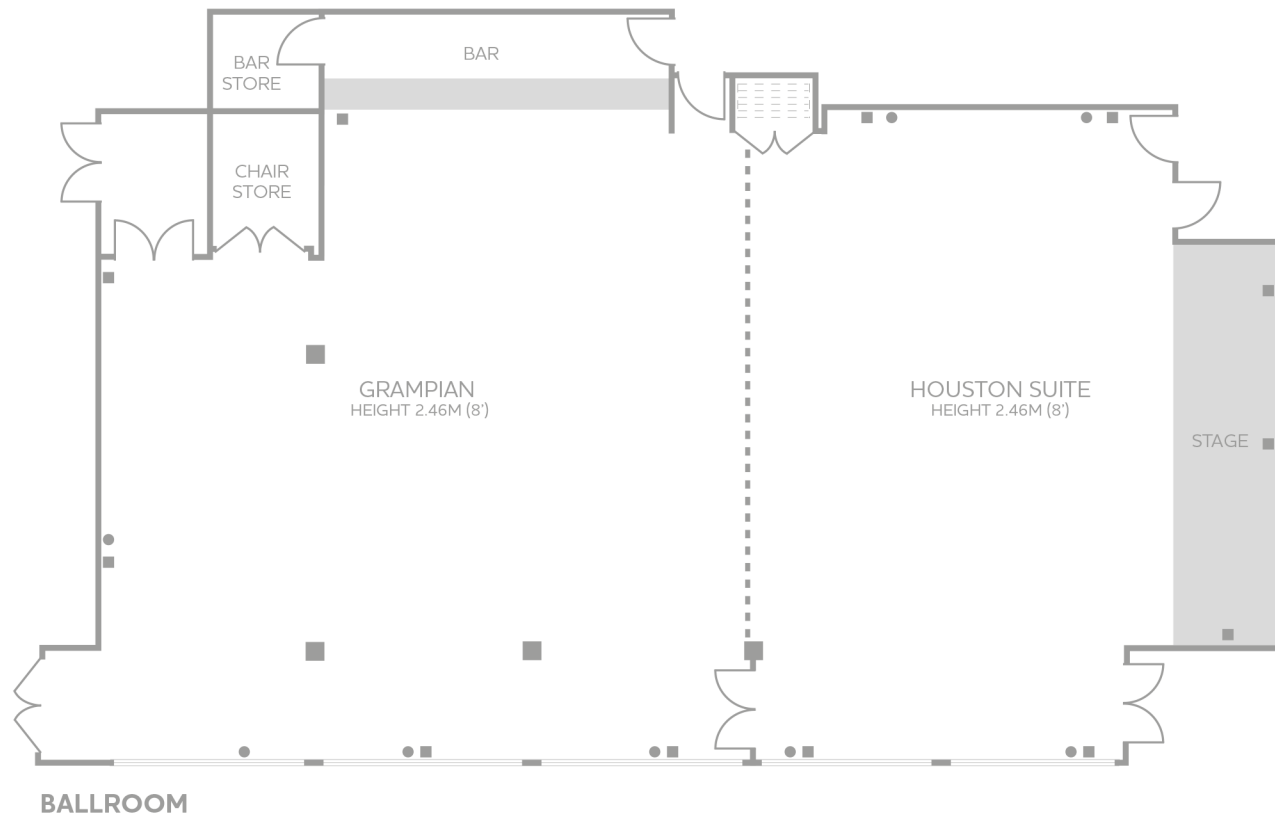 BAR
BAR
STORE
CHAIR
STORE
GRAMPIAN
HEIGHT 2.46M (8')
HOUSTON SUITE
HEIGHT 2.46M (8')
STAGE
BALLROOM